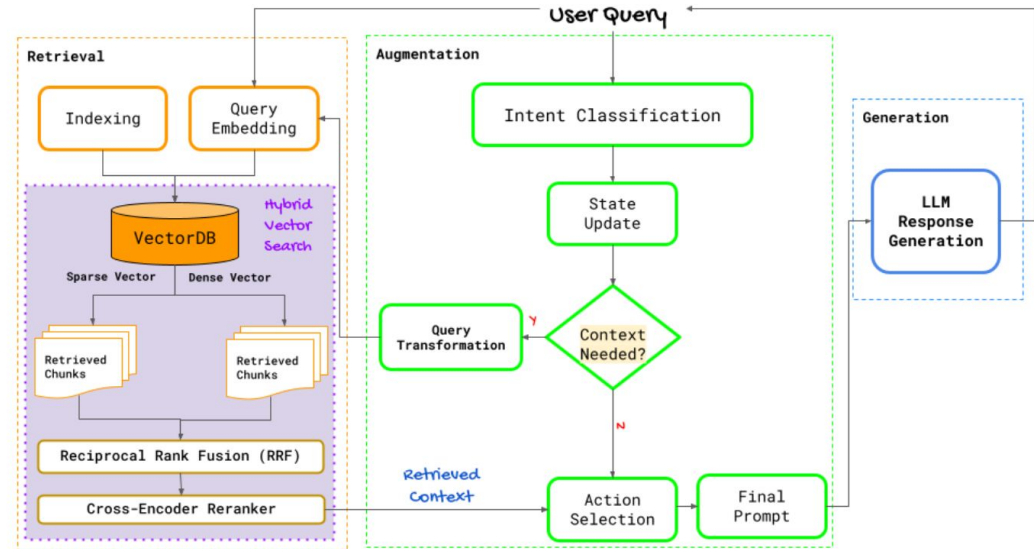 User Query
Retrieval
Indexing
Query
Embedding
Hybrid
Vector
Search
VectorDB
Sparse Vector
Dense Vector
Retrieved
Chunks
Retrieved
Chunks
Reciprocal Rank Fusion (RRF)
Cross-Encoder Reranker
Retrieved
Context
Augmentation
Intent Classification
State
Update
Context
Needed?
Y
N
Query
Transformation
Action
Selection
Final
Prompt
Generation
LLM
Response
Generation